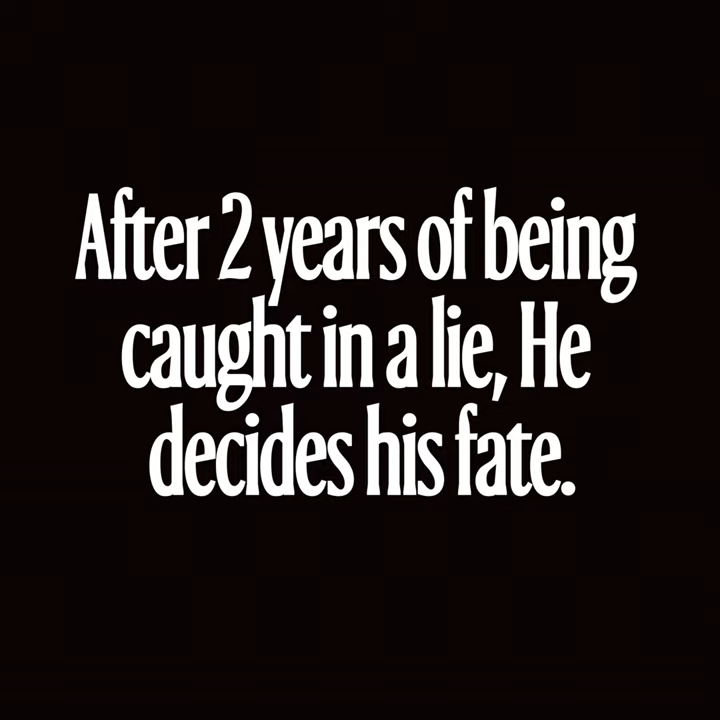 After 2 years of being
caught in a lie, He
decides his fate.